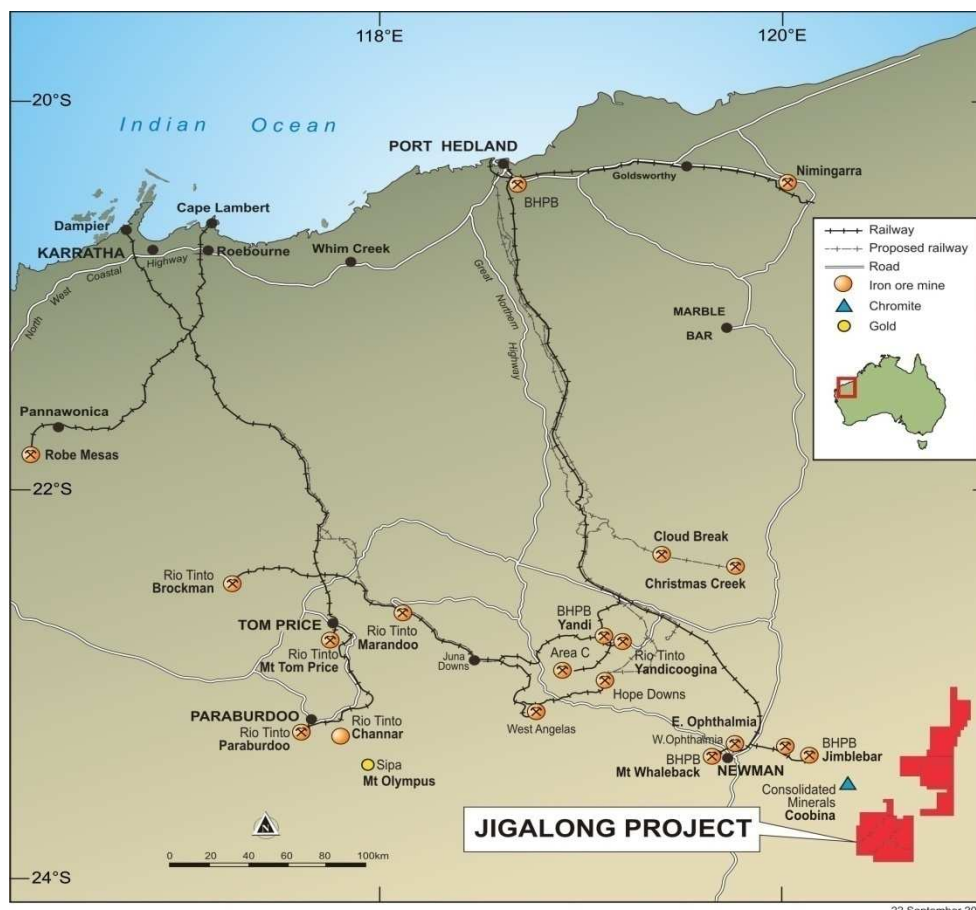 118°E
120°E
20°S
Indian Ocean
PORT HEDLAND
Goldsworthy
Nimingarra
BHPB
Cape Lambert
Dampier
KARRATHA
Roebourne
Whim Creek
North West Coastal Highway
Great Northern Highway
Railway
Proposed railway
Road
Iron ore mine
Chromite
Gold
MARBLE
BAR
Pannawonica
Robe Mesas
22°S
Cloud Break
Christmas Creek
Rio Tinto
Brockman
TOM PRICE
Rio Tinto
Mt Tom Price
Rio Tinto
Marandoo
Juna
Downs
BHPB
Yandi
Area C
Rio Tinto
Yandicoogina
Hope Downs
West Angelas
PARABURDOO
Rio Tinto
Paraburdoo
Rio Tinto
Channar
Sipa
Mt Olympus
E. Ophthalmia
W.Ophthalmia
BHPB
Mt Whaleback
NEWMAN
BHPB
Jimblebar
Consolidated
Minerals
Coobina
JIGALONG PROJECT
N
0 20 40 60 80 100km
24°S